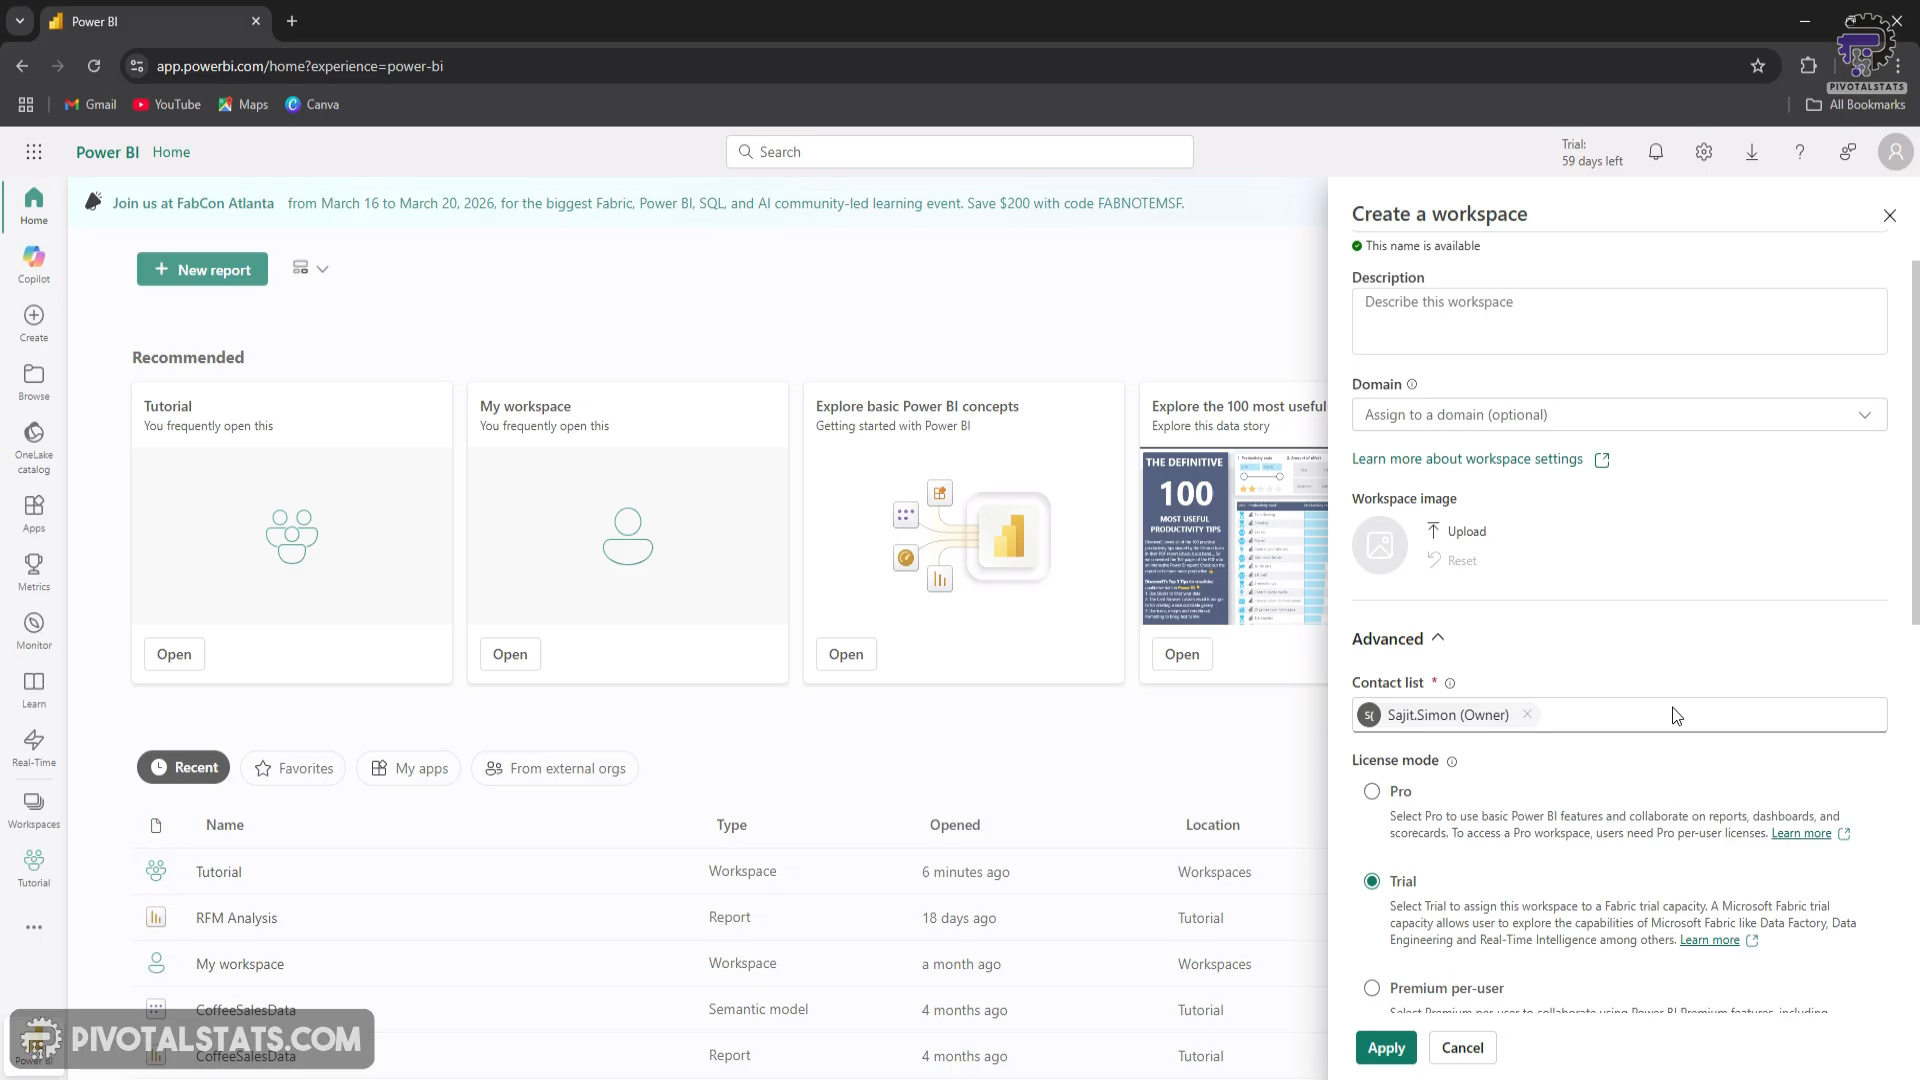 Power BI
app.powerbi.com/home?experience=power-bi
PIVOTALSTATS
Gmail
YouTube
Maps
Canva
All Bookmarks
Power BI
Home
Search
Trial:
59 days left
Home
Copilot
Create
Browse
OneLake
catalog
Apps
Metrics
Monitor
Learn
Real-Time
Workspaces
Tutorial
Join us at FabCon Atlanta from March 16 to March 20, 2026, for the biggest Fabric, Power BI, SQL, and AI community-led learning event. Save $200 with code FABNOTEMSF.
New report
Recommended
Tutorial
You frequently open this
Open
My workspace
You frequently open this
Open
Explore basic Power BI concepts
Getting started with Power BI
Open
Explore the 100 most useful
Explore this data story
THE DEFINITIVE
100
MOST USEFUL
PRODUCTIVITY TIPS
Open
Recent
Favorites
My apps
From external orgs
Name Type Opened Location
Tutorial Workspace 6 minutes ago Workspaces
RFM Analysis Report 18 days ago Tutorial
My workspace Workspace a month ago Workspaces
CoffeeSalesData Semantic model 4 months ago Tutorial
CoffeeSalesData Report 4 months ago Tutorial
PIVOTALSTATS.COM
Create a workspace
This name is available
Description
Describe this workspace
Domain
Assign to a domain (optional)
Learn more about workspace settings
Workspace image
Upload
Reset
Advanced
Contact list *
S( Sajit.Simon (Owner)
License mode
Pro
Select Pro to use basic Power BI features and collaborate on reports, dashboards, and
scorecards. To access a Pro workspace, users need Pro per-user licenses. Learn more
Trial
Select Trial to assign this workspace to a Fabric trial capacity. A Microsoft Fabric trial
capacity allows user to explore the capabilities of Microsoft Fabric like Data Factory, Data
Engineering and Real-Time Intelligence among others. Learn more
Premium per-user
Select Premium per-user to collaborate using Power BI Premium features, including
Apply
Cancel